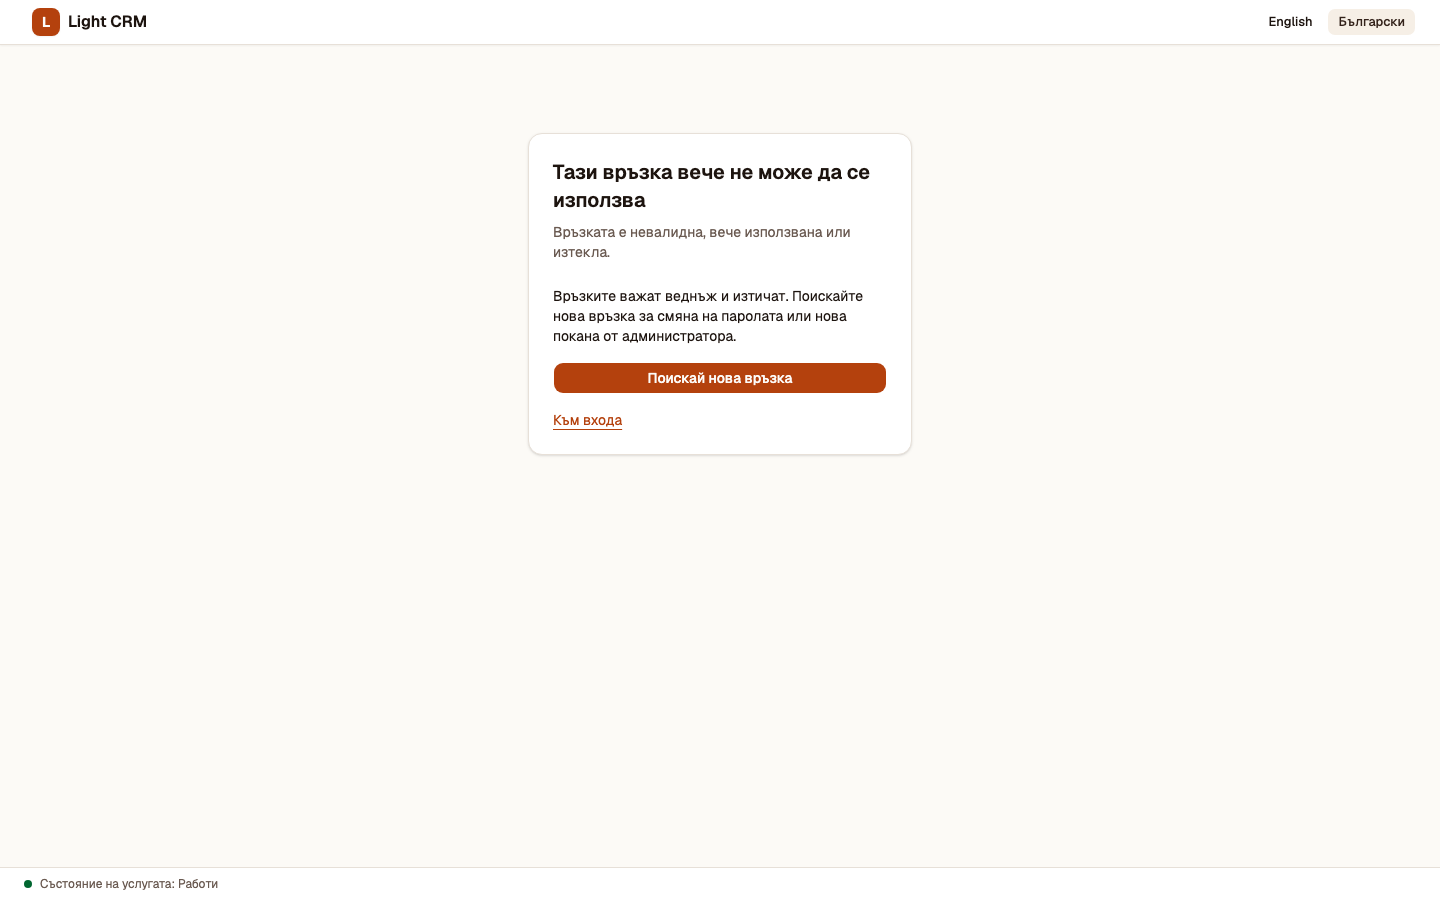 L Light CRM
English Български
Тази връзка вече не може да се
използва
Връзката е невалидна, вече използвана или
изтекла.
Връзките важат веднъж и изтичат. Поискайте
нова връзка за смяна на паролата или нова
покана от администратора.
Поискай нова връзка
Към входа
Състояние на услугата: Работи